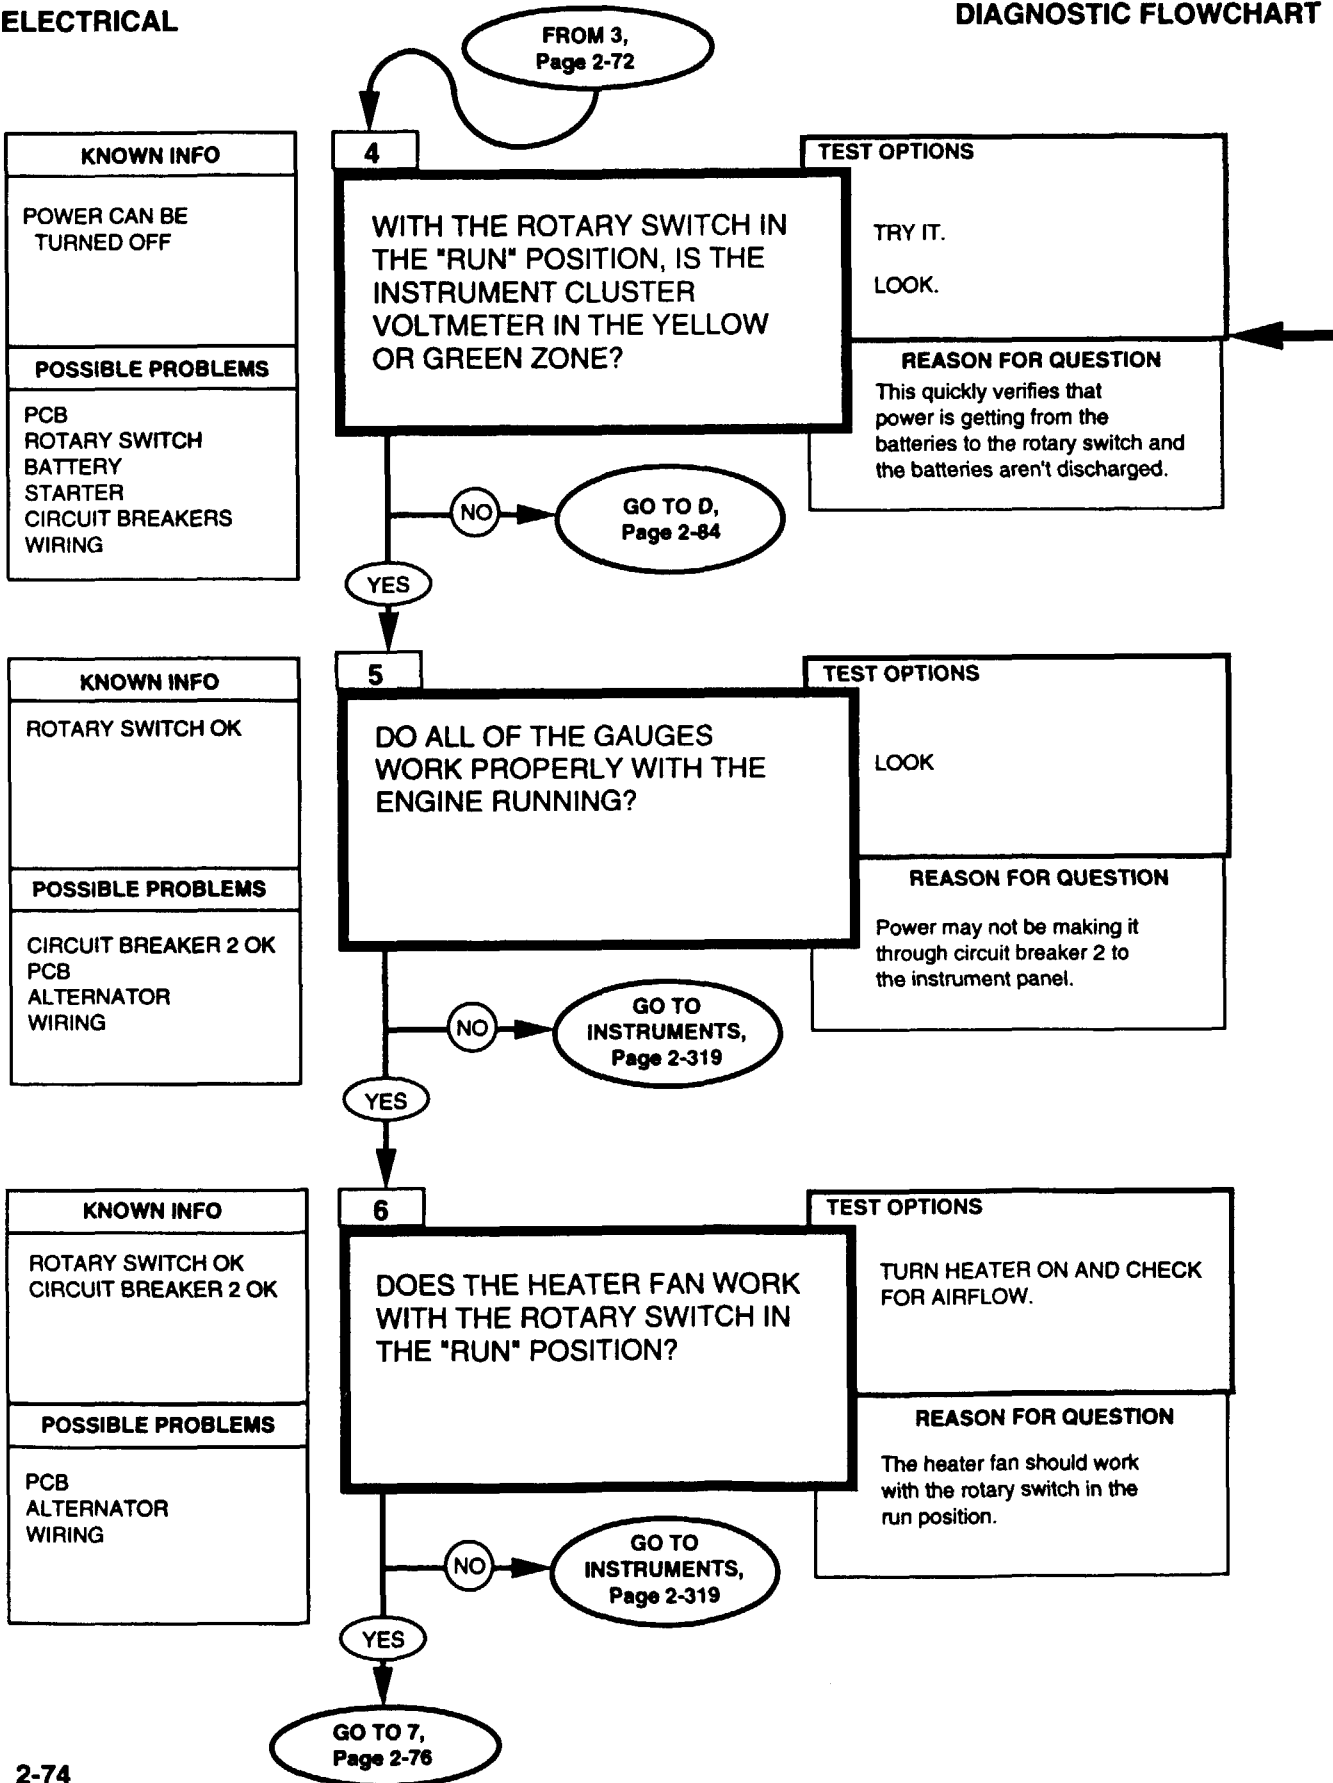 ELECTRICAL
DIAGNOSTIC FLOWCHART
FROM 3,
Page 2-72
KNOWN INFO
POWER CAN BE
TURNED OFF
POSSIBLE PROBLEMS
PCB
ROTARY SWITCH
BATTERY
STARTER
CIRCUIT BREAKERS
WIRING
4
WITH THE ROTARY SWITCH IN
THE "RUN" POSITION, IS THE
INSTRUMENT CLUSTER
VOLTMETER IN THE YELLOW
OR GREEN ZONE?
TEST OPTIONS
TRY IT.
LOOK.
REASON FOR QUESTION
This quickly verifies that
power is getting from the
batteries to the rotary switch and
the batteries aren't discharged.
NO
GO TO D,
Page 2-84
YES
KNOWN INFO
ROTARY SWITCH OK
POSSIBLE PROBLEMS
CIRCUIT BREAKER 2 OK
PCB
ALTERNATOR
WIRING
5
DO ALL OF THE GAUGES
WORK PROPERLY WITH THE
ENGINE RUNNING?
TEST OPTIONS
LOOK
REASON FOR QUESTION
Power may not be making it
through circuit breaker 2 to
the instrument panel.
NO
GO TO
INSTRUMENTS,
Page 2-319
YES
KNOWN INFO
ROTARY SWITCH OK
CIRCUIT BREAKER 2 OK
POSSIBLE PROBLEMS
PCB
ALTERNATOR
WIRING
6
DOES THE HEATER FAN WORK
WITH THE ROTARY SWITCH IN
THE "RUN" POSITION?
TEST OPTIONS
TURN HEATER ON AND CHECK
FOR AIRFLOW.
REASON FOR QUESTION
The heater fan should work
with the rotary switch in the
run position.
NO
GO TO
INSTRUMENTS,
Page 2-319
YES
GO TO 7,
Page 2-76
2-74